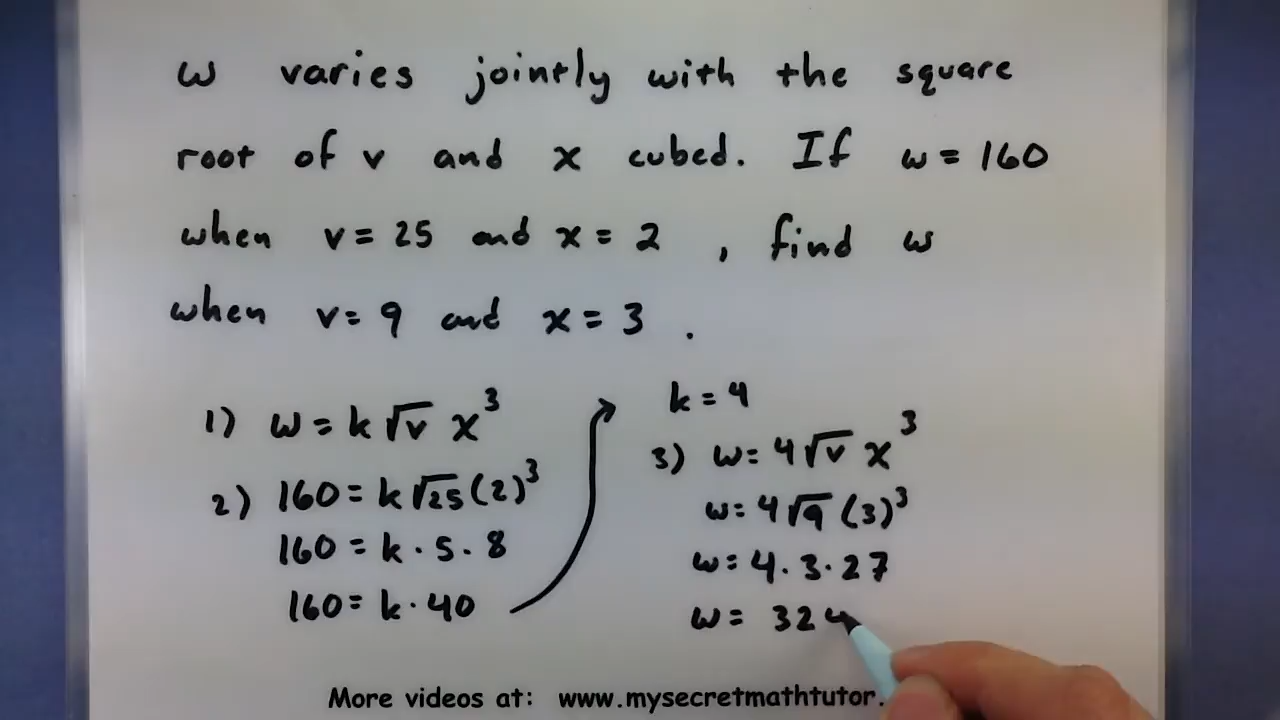 w varies jointly with the square
root of v and x cubed. If w = 160
when v = 25 and x = 2 , find w
when v = 9 and x = 3 .
1) w = k √v x³
2) 160 = k √25 (2)³
160 = k · 5 · 8
160 = k · 40
k = 4
3) w = 4 √v x³
w = 4 √9 (3)³
w = 4 · 3 · 27
w = 324
More videos at: www.mysecretmathtutor.